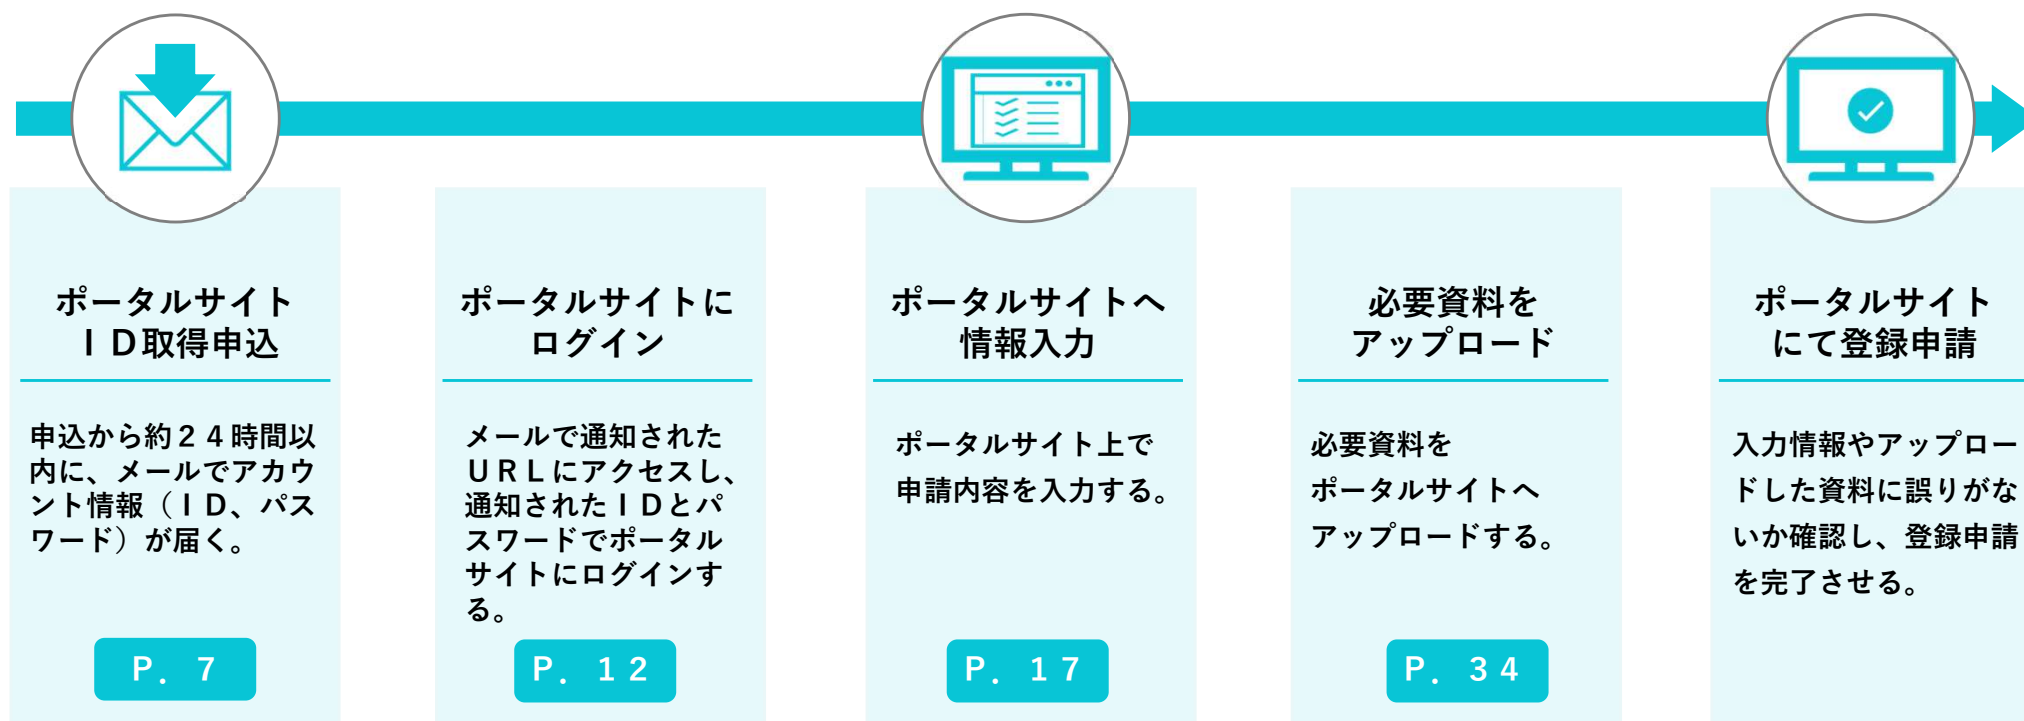 ポータルサイト
ＩＤ取得申込
申込から約２４時間以
内に、メールでアカウ
ント情報（ＩＤ、パス
ワード）が届く。
Ｐ．７
ポータルサイトに
ログイン
メールで通知された
ＵＲＬにアクセスし、
通知されたＩＤとパ
スワードでポータル
サイトにログインす
る。
Ｐ．１２
ポータルサイトへ
情報入力
ポータルサイト上で
申請内容を入力する。
Ｐ．１７
必要資料を
アップロード
必要資料を
ポータルサイトへ
アップロードする。
Ｐ．３４
ポータルサイト
にて登録申請
入力情報やアップロー
ドした資料に誤りがな
いか確認し、登録申請
を完了させる。